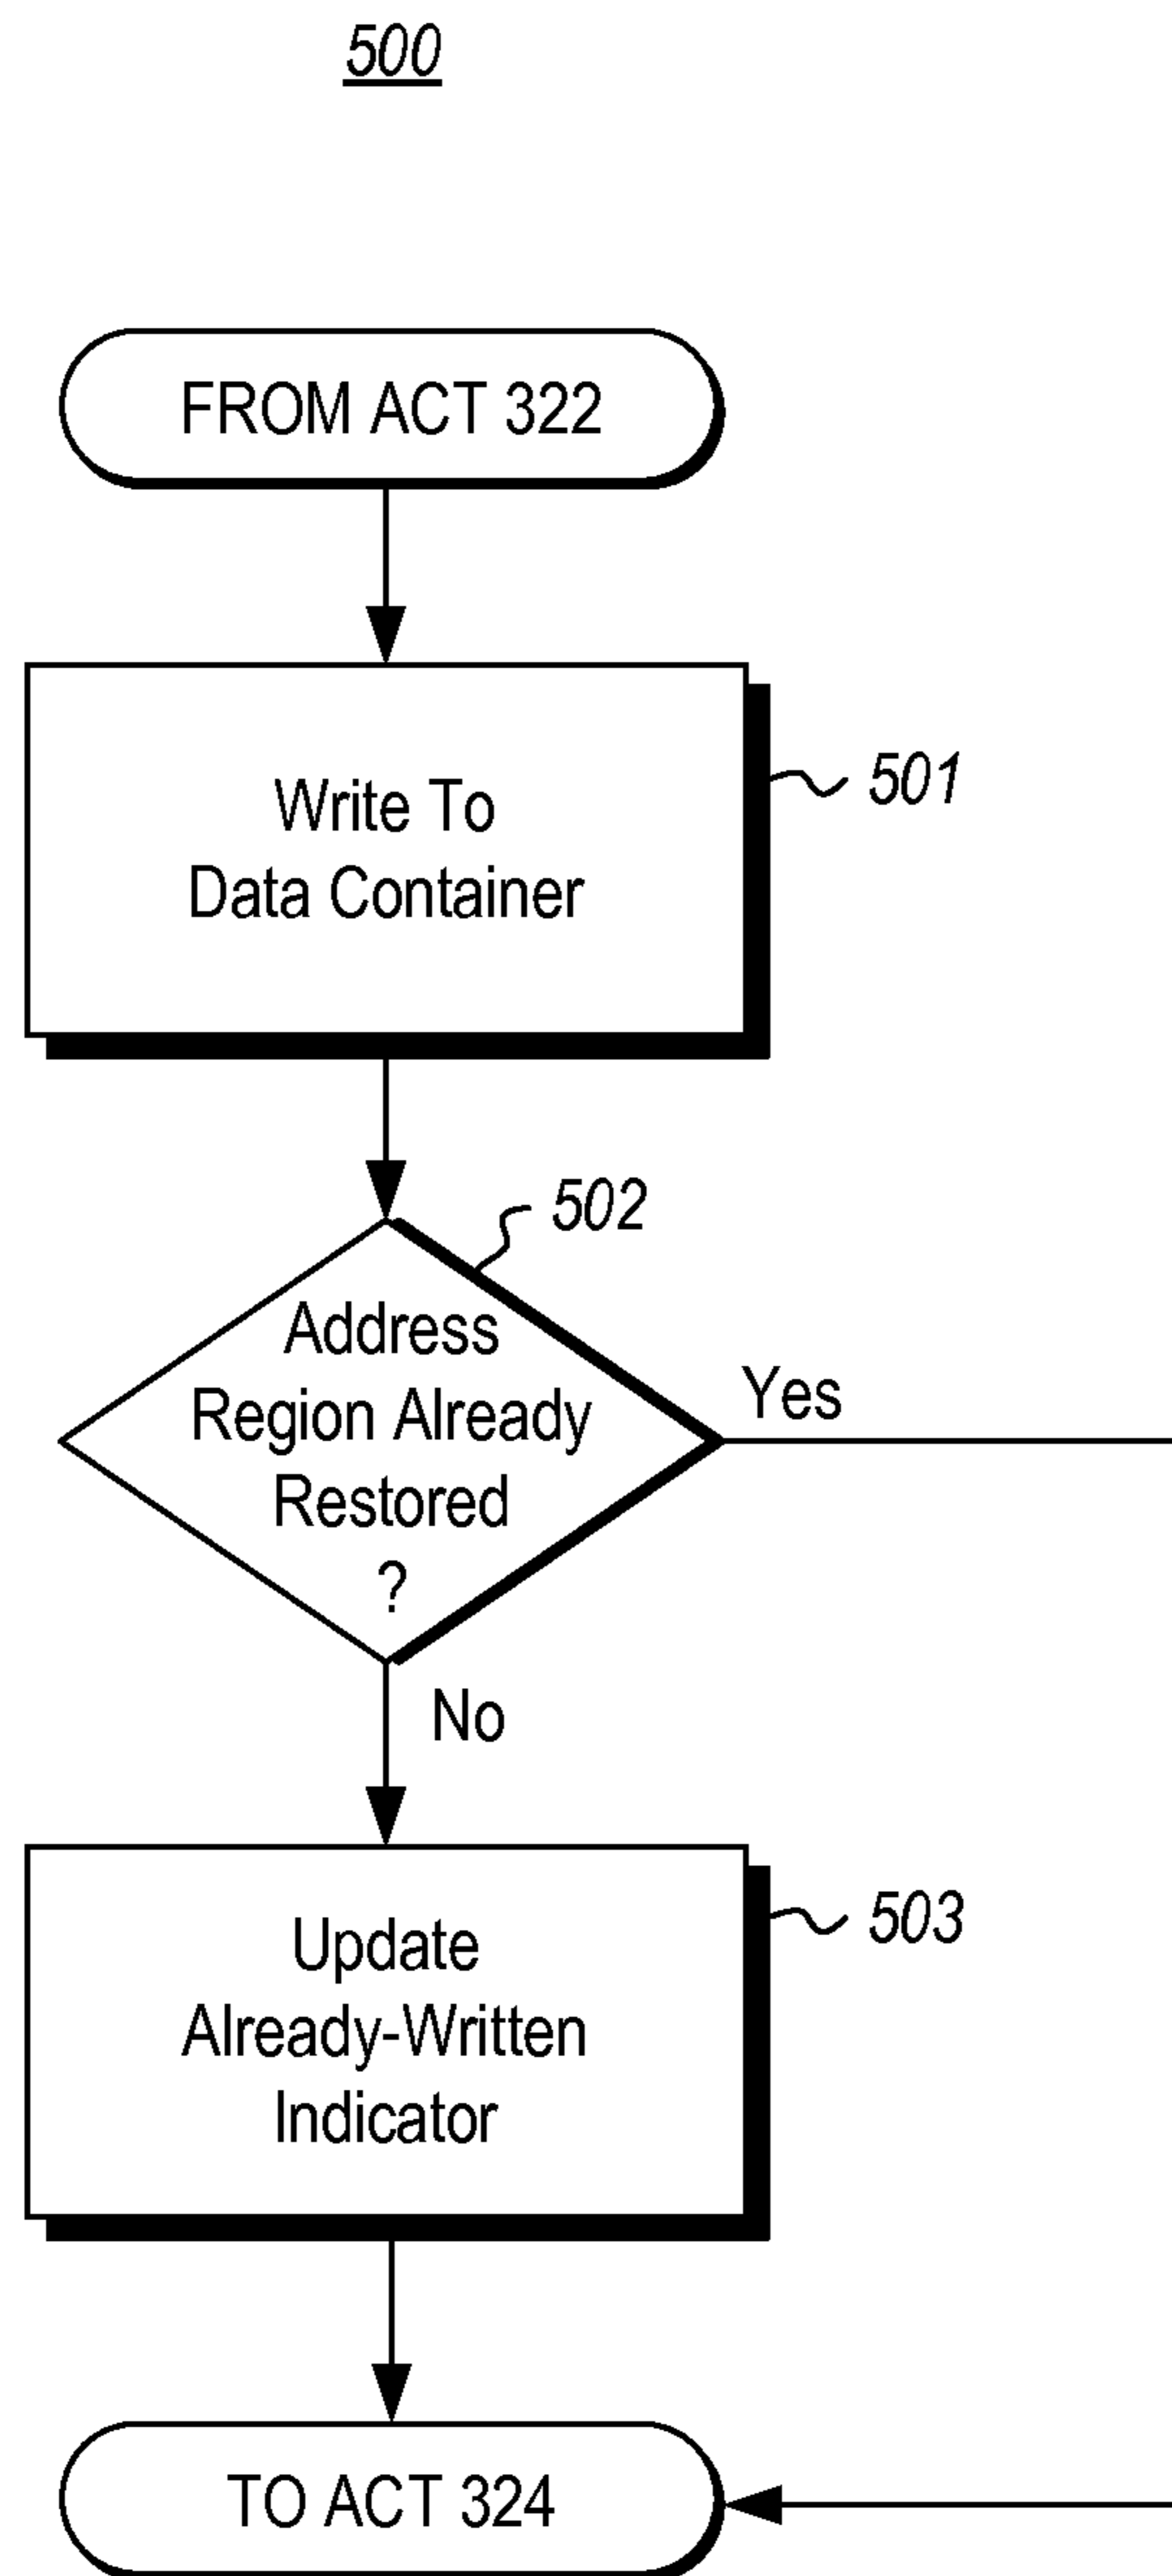 500
FROM ACT 322
Write To
Data Container
501
502
Address
Region Already
Restored
?
Yes
No
Update
Already-Written
Indicator
503
TO ACT 324